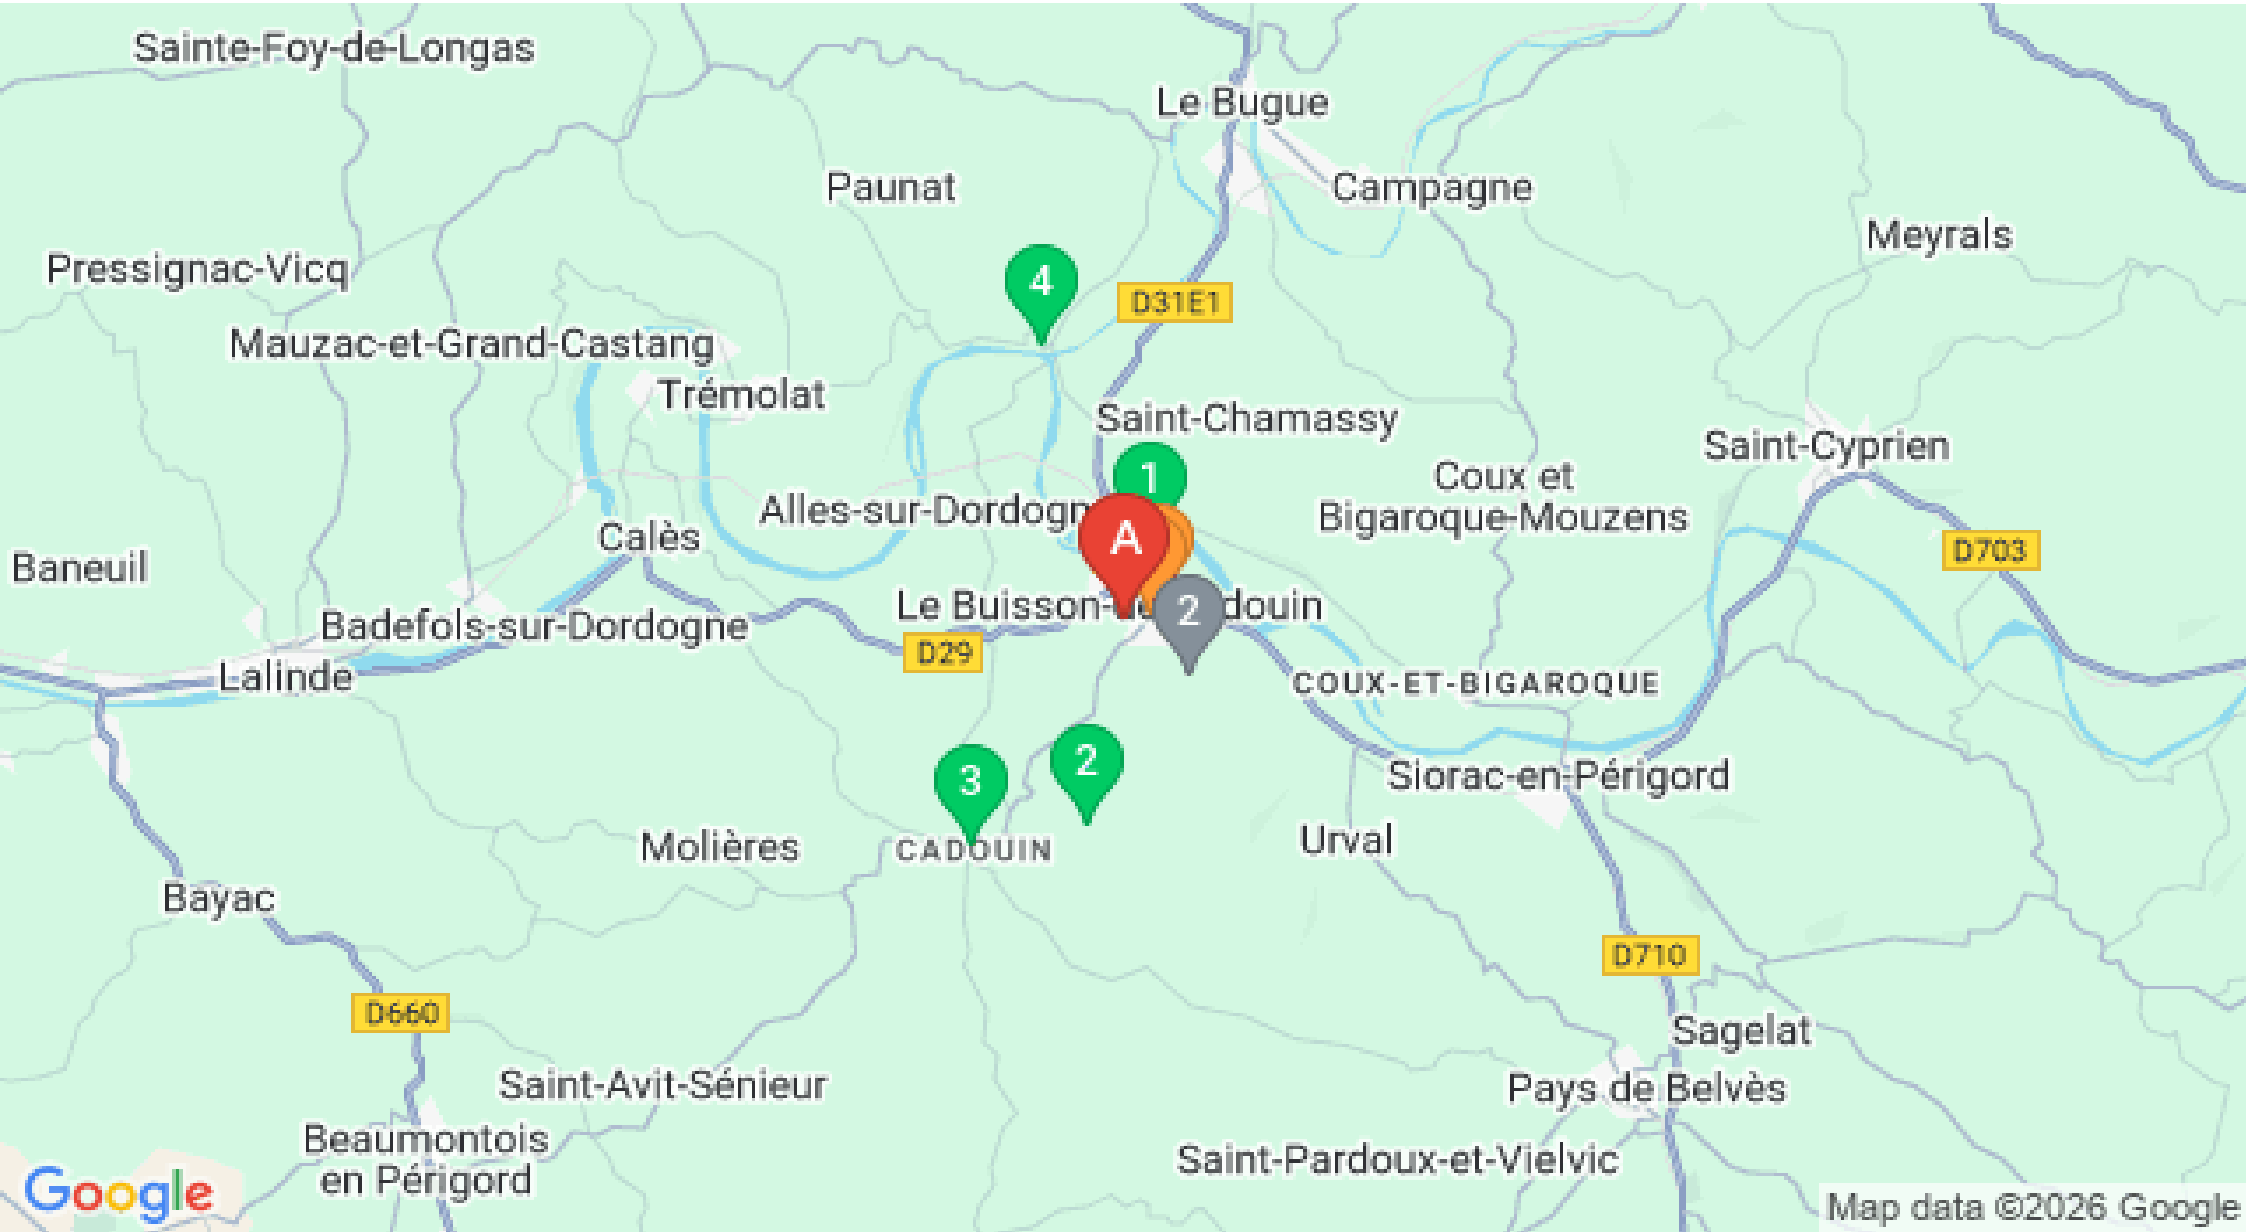 Sainte-Foy-de-Longas
Le Bugue
Paunat
Campagne
Meyrals
Pressignac-Vicq
4
D31E1
Mauzac-et-Grand-Castang
Trémolat
Saint-Chamassy
Saint-Cyprien
1
Coux et
Bigaroque-Mouzens
Alles-sur-Dordogn
A
Calès
D703
Baneuil
Le Buisson-
douin
2
Badefols-sur-Dordogne
D29
Lalinde
COUX-ET-BIGAROQUE
2
3
Siorac-en-Périgord
Molières
CADOUIN
Urval
Bayac
D710
D660
Sagelat
Saint-Avit-Sénieur
Pays de Belvès
Beaumontois
en Périgord
Saint-Pardoux-et-Vielvic
Google
Map data ©2026 Google